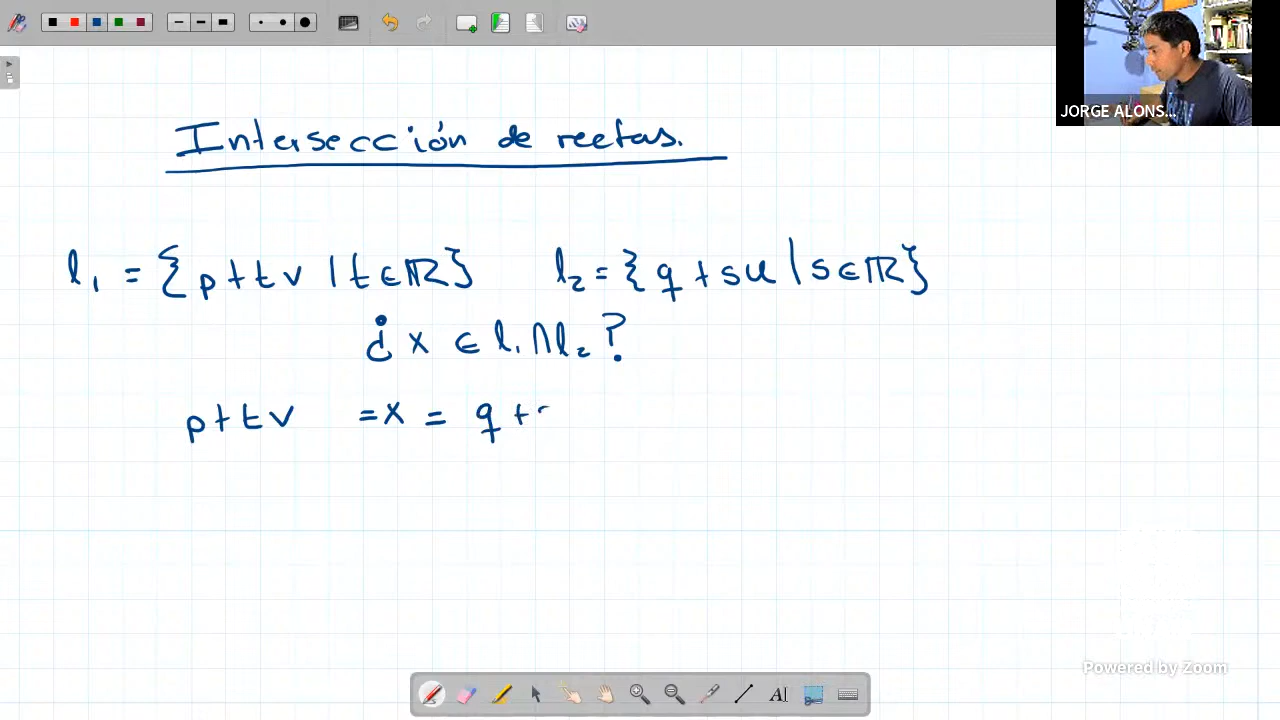 JORGE ALONS...
Intersección de rectas.
l₁ = {p+tv | t∈ℝ} l₂ = {q+su | s∈ℝ}
¿x ∈ l₁∩l₂?
p+tv = x = q+
Powered by Zoom